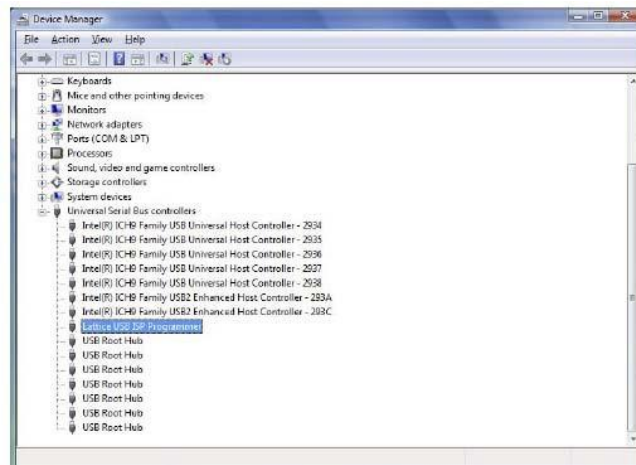 Device Manager
File Action View Help
Keyboards
Mice and other pointing devices
Monitors
Network adapters
Ports (COM & LPT)
Processors
Sound, video and game controllers
Storage controllers
System devices
Universal Serial Bus controllers
Intel(R) ICH9 Family USB Universal Host Controller - 2934
Intel(R) ICH9 Family USB Universal Host Controller - 2935
Intel(R) ICH9 Family USB Universal Host Controller - 2936
Intel(R) ICH9 Family USB Universal Host Controller - 2937
Intel(R) ICH9 Family USB Universal Host Controller - 2938
Intel(R) ICH9 Family USB2 Enhanced Host Controller - 293A
Intel(R) ICH9 Family USB2 Enhanced Host Controller - 293C
Lattice USB ISP Programmer
USB Root Hub
USB Root Hub
USB Root Hub
USB Root Hub
USB Root Hub
USB Root Hub
USB Root Hub